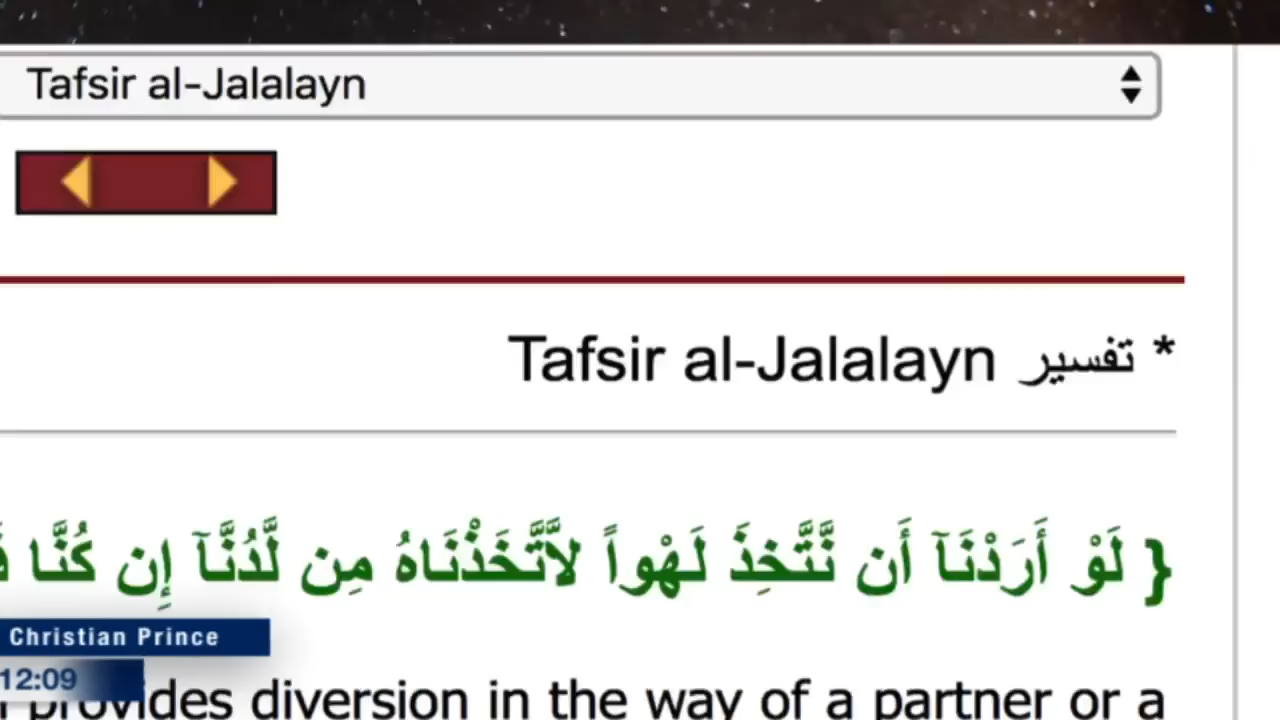 Tafsir al-Jalalayn
* تفسير Tafsir al-Jalalayn
{ لَوْ أَرَدْنَآ أَن نَّتَّخِذَ لَهْواً لاَّتَّخَذْنَاهُ مِن لَّدُنَّآ إِن كُنَّا
Christian Prince
12:09
provides diversion in the way of a partner or a